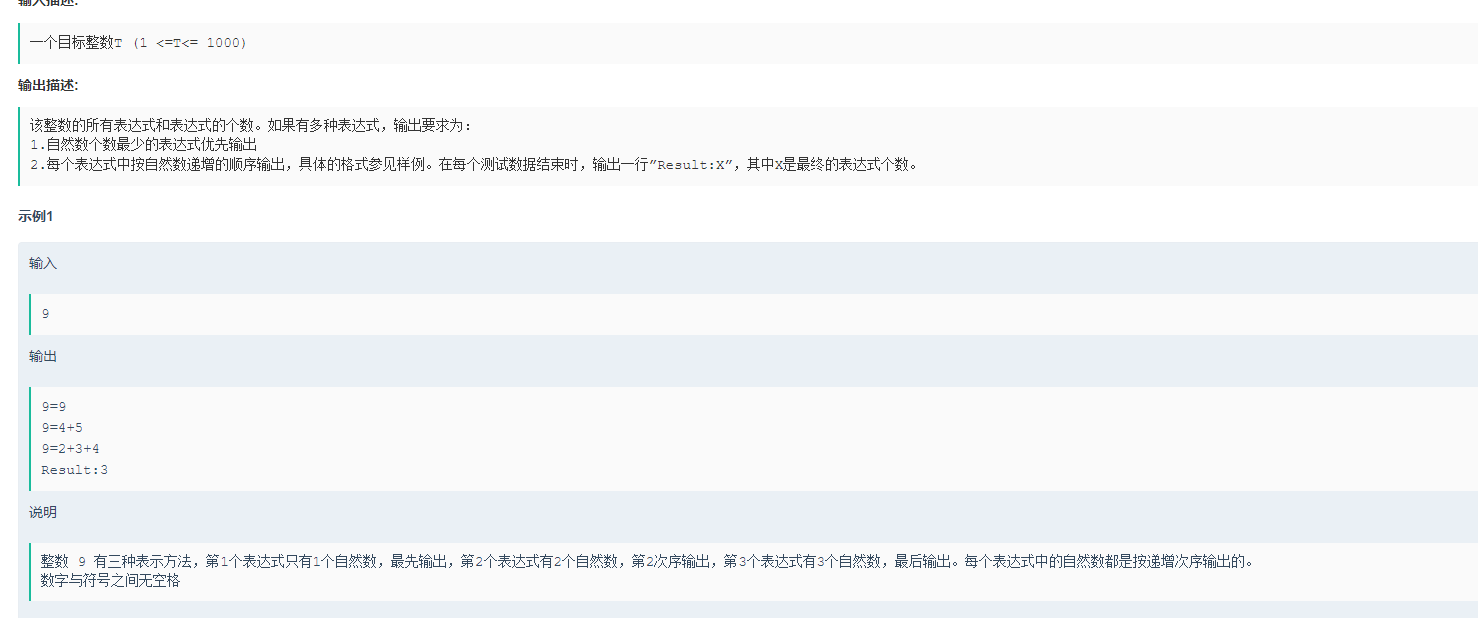 输入描述:
一个目标整数T (1 <=T<= 1000)
输出描述:
该整数的所有表达式和表达式的个数。如果有多种表达式，输出要求为：
1.自然数个数最少的表达式优先输出
2.每个表达式中按自然数递增的顺序输出，具体的格式参见样例。在每个测试数据结束时，输出一行”Result:X”，其中X是最终的表达式个数。
示例1
输入
9
输出
9=9
9=4+5
9=2+3+4
Result:3
说明
整数 9 有三种表示方法，第1个表达式只有1个自然数，最先输出，第2个表达式有2个自然数，第2次序输出，第3个表达式有3个自然数，最后输出。每个表达式中的自然数都是按递增次序输出的。
数字与符号之间无空格